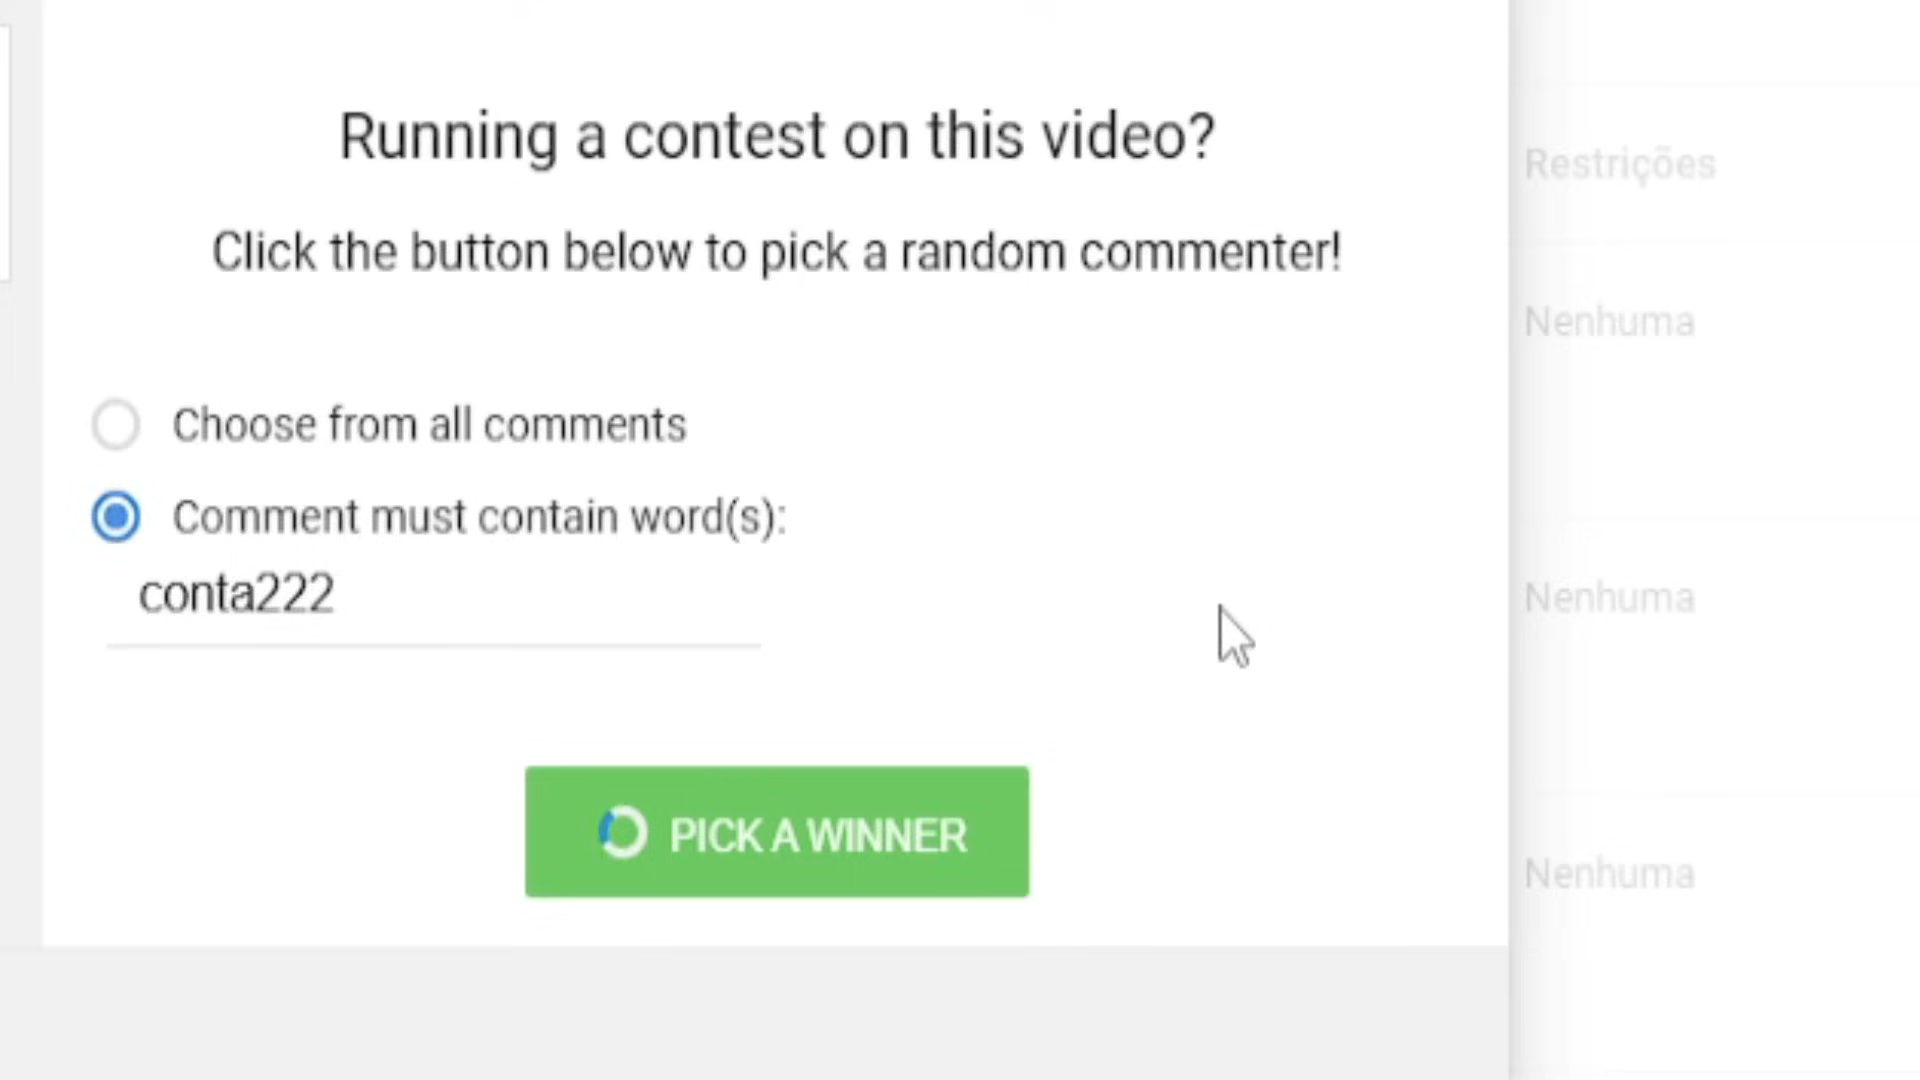 Running a contest on this video?
Click the button below to pick a random commenter!
Choose from all comments
Comment must contain word(s):
conta222
PICK A WINNER
Restrições
Nenhuma
Nenhuma
Nenhuma